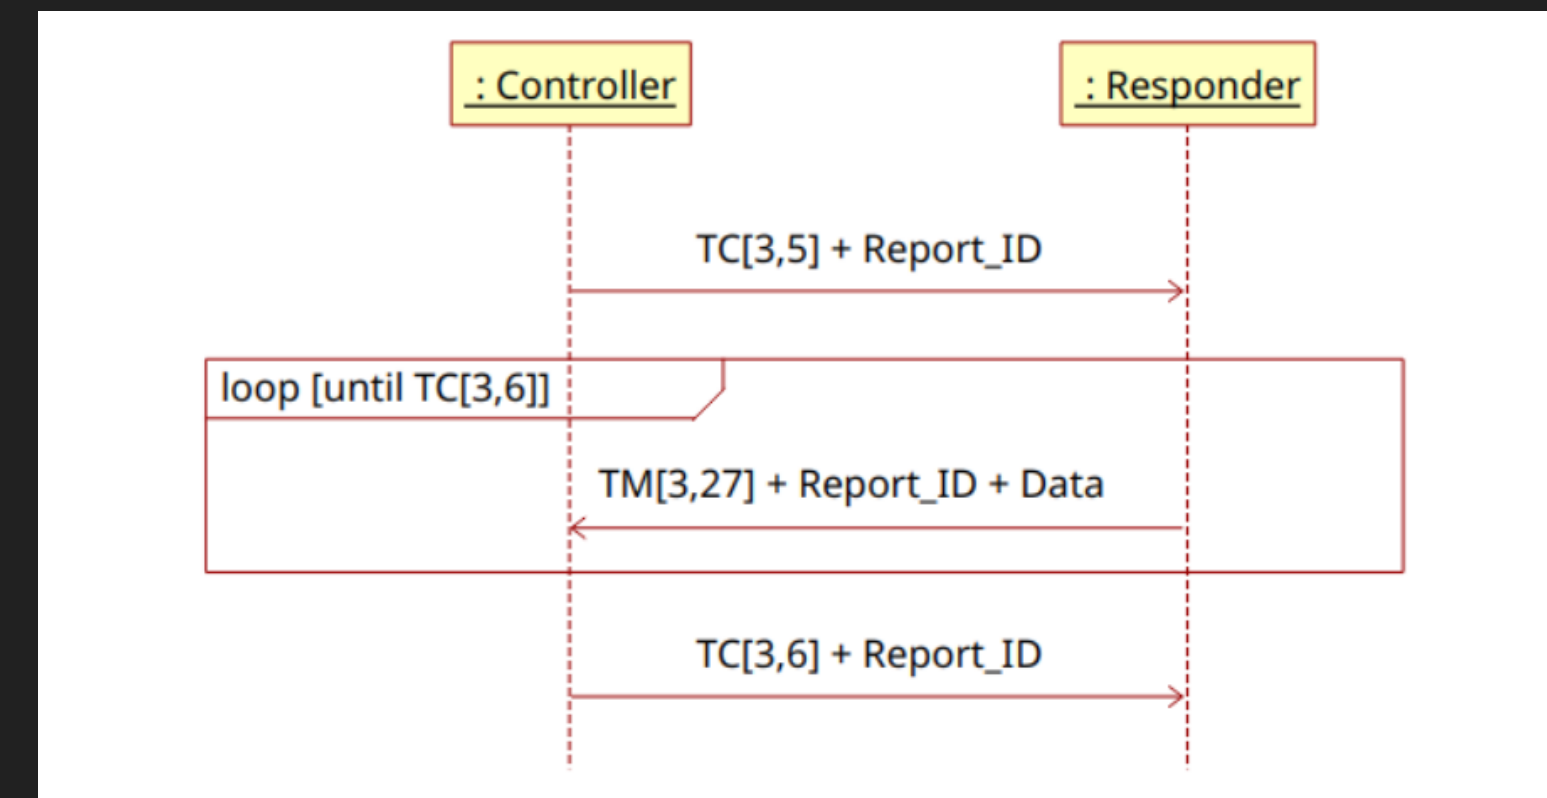 : Controller
: Responder
TC[3,5] + Report_ID
loop [until TC[3,6]]
TM[3,27] + Report_ID + Data
TC[3,6] + Report_ID